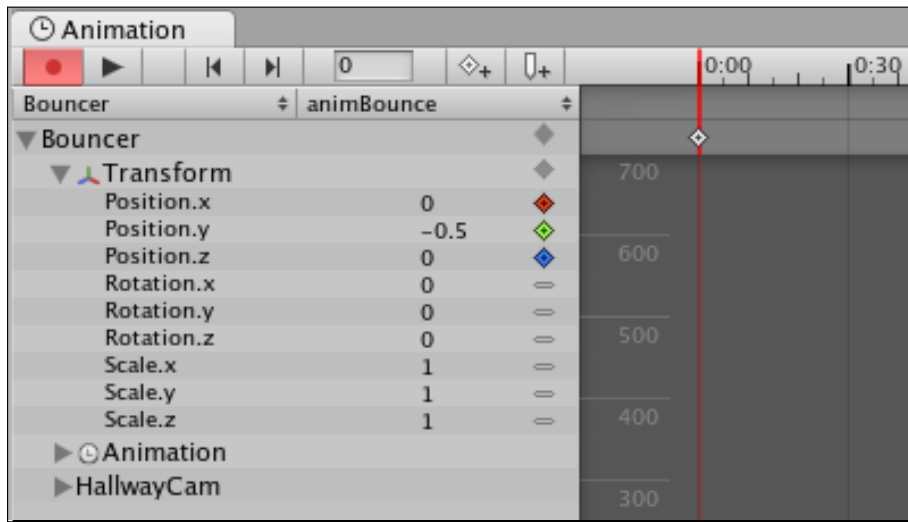 Animation
0 0:00 0:30
Bouncer animBounce
Bouncer
Transform 700
Position.x 0
Position.y -0.5
Position.z 0 600
Rotation.x 0
Rotation.y 0
Rotation.z 0 500
Scale.x 1
Scale.y 1
Scale.z 1 400
Animation
HallwayCam
300